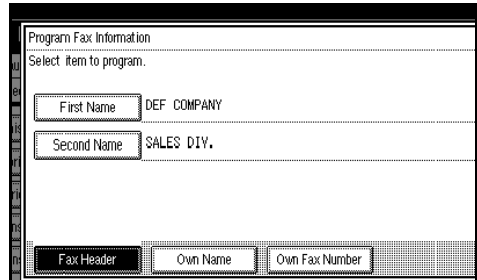 Program Fax Information
Select item to program.
First Name DEF COMPANY
Second Name SALES DIV.
Fax Header Own Name Own Fax Number